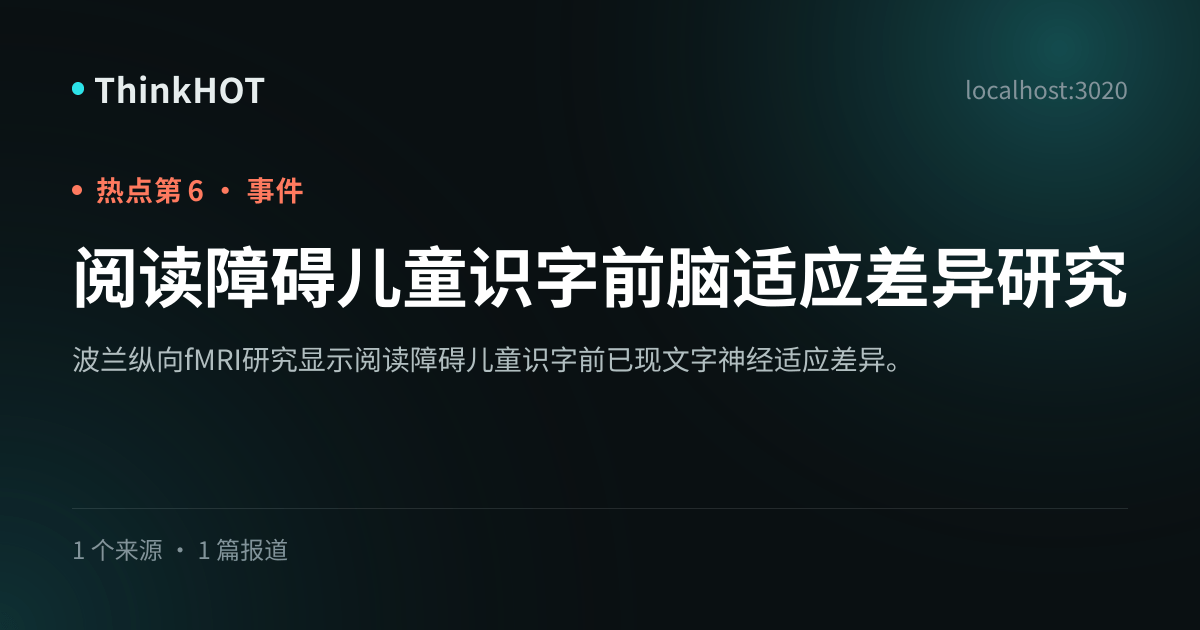 ThinkHOT
localhost:3020
热点第 6 · 事件
阅读障碍儿童识字前脑适应差异研究
波兰纵向fMRI研究显示阅读障碍儿童识字前已现文字神经适应差异。
1 个来源 · 1 篇报道